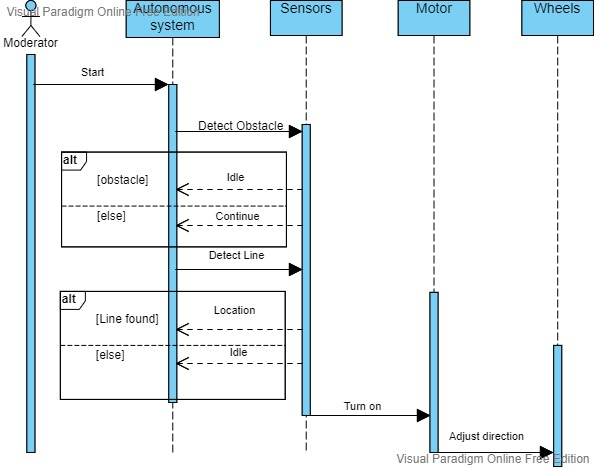 Visual Paradigm Online Free Edition
Autonomous
system
Sensors
Motor
Wheels
Moderator
Start
Detect Obstacle
alt
[obstacle]
Idle
[else]
Continue
Detect Line
alt
[Line found]
Location
[else]
Idle
Turn on
Adjust direction
Visual Paradigm Online Free Edition